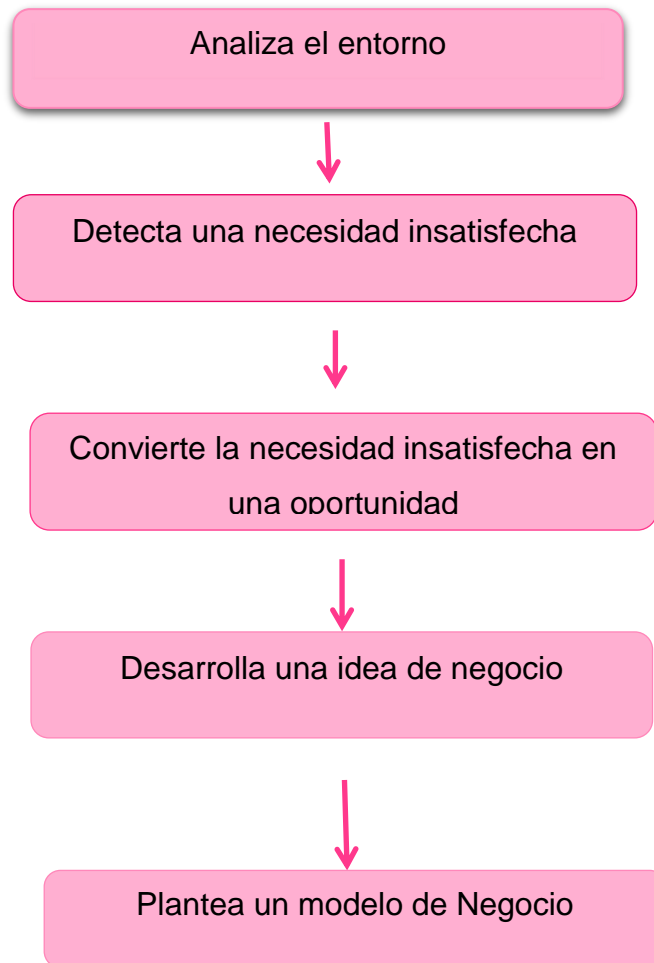 Analiza el entorno
Detecta una necesidad insatisfecha
Convierte la necesidad insatisfecha en
una oportunidad
Desarrolla una idea de negocio
Plantea un modelo de Negocio